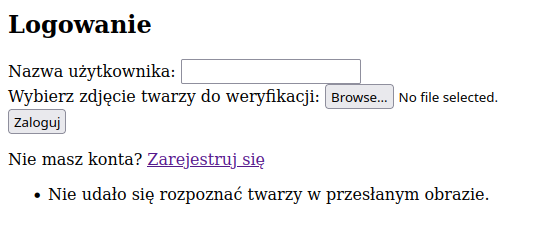 Logowanie
Nazwa użytkownika:
Wybierz zdjęcie twarzy do weryfikacji: Browse... No file selected.
Zaloguj
Nie masz konta? Zarejestruj się
• Nie udało się rozpoznać twarzy w przesłanym obrazie.